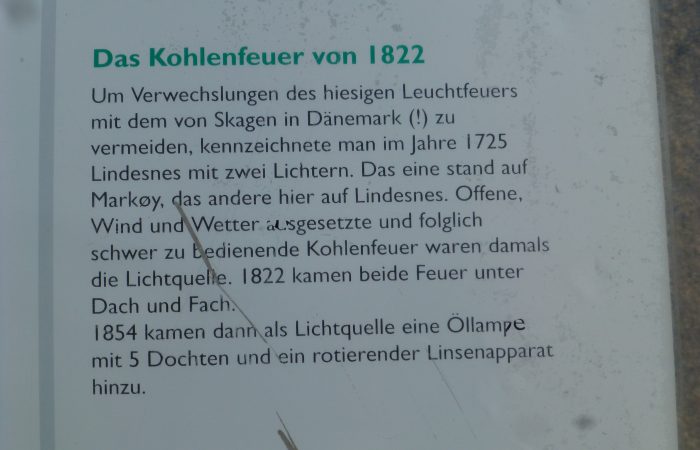 Das Kohlenfeuer von 1822
Um Verwechslungen des hiesigen Leuchtfeuers
mit dem von Skagen in Dänemark (!) zu
vermeiden, kennzeichnete man im Jahre 1725
Lindesnes mit zwei Lichtern. Das eine stand auf
Markøy, das andere hier auf Lindesnes. Offene,
Wind und Wetter ausgesetzte und folglich
schwer zu bedienende Kohlenfeuer waren damals
die Lichtquelle. 1822 kamen beide Feuer unter
Dach und Fach.
1854 kamen dann als Lichtquelle eine Öllampe
mit 5 Dochten und ein rotierender Linsenapparat
hinzu.